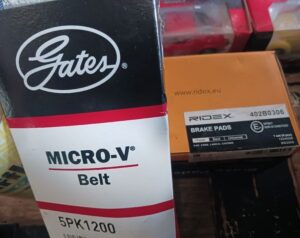 Gates
MICRO-V®
Belt
5PK1200
www.ridex.eu
RIDEX
402B0306
BRAKE PADS